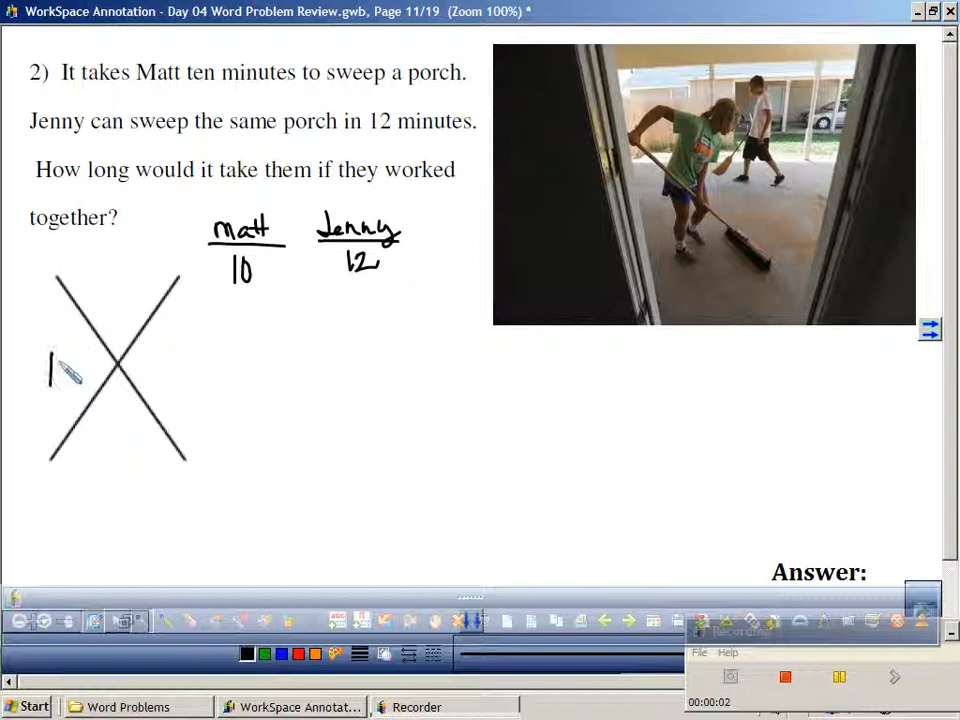 WorkSpace Annotation - Day 04 Word Problem Review.gwb, Page 11/19 (Zoom 100%) *
2) It takes Matt ten minutes to sweep a porch.
Jenny can sweep the same porch in 12 minutes.
How long would it take them if they worked
together?
Matt Jenny
10 12
1
Answer:
Recording
File Help
00:00:02
Start Word Problems WorkSpace Annotat... Recorder